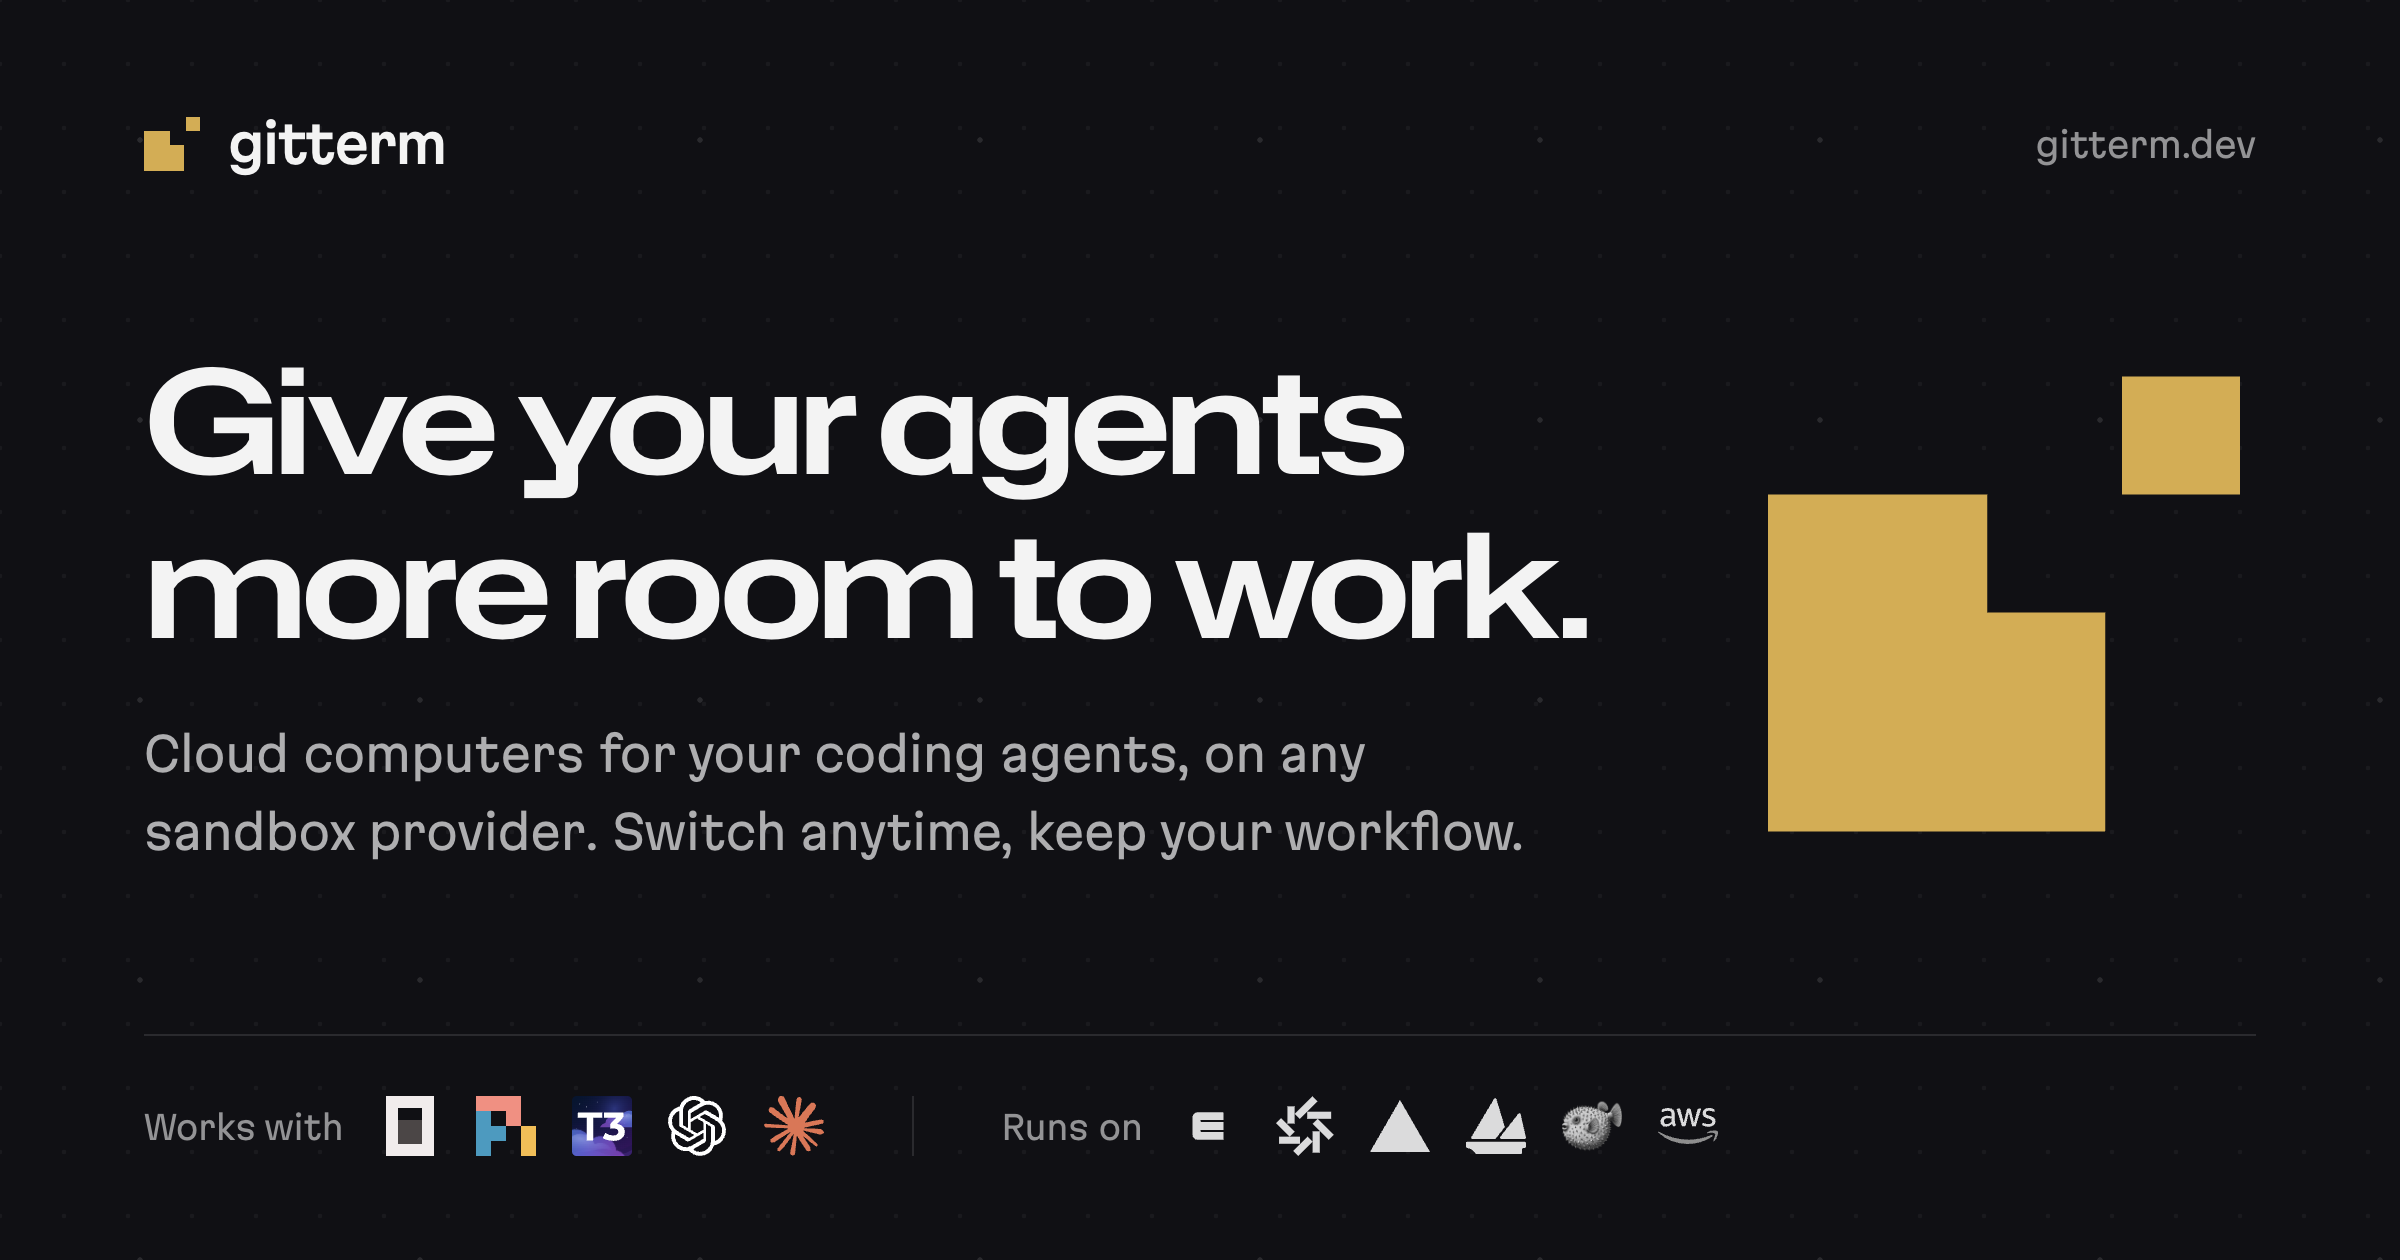 gitterm
gitterm.dev
Give your agents
more room to work.
Cloud computers for your coding agents, on any
sandbox provider. Switch anytime, keep your workflow.
Works with
T3
Runs on
aws